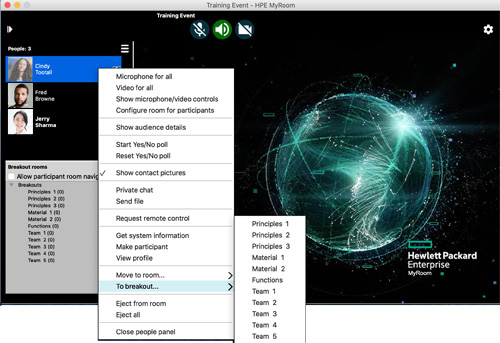 Training Event - HPE MyRoom
Training Event
People: 3
Cindy
Tootall
Fred
Browne
Jerry
Sharma
Breakout rooms
Allow participant room navig
Breakouts
Principles 1 (0)
Principles 2 (0)
Principles 3 (0)
Material 1 (0)
Material 2 (0)
Functions (0)
Team 1 (0)
Team 2 (0)
Team 3 (0)
Team 4 (0)
Team 5 (0)
Microphone for all
Video for all
Show microphone/video controls
Configure room for participants
Show audience details
Start Yes/No poll
Reset Yes/No poll
Show contact pictures
Private chat
Send file
Request remote control
Get system information
Make participant
View profile
Move to room...
To breakout...
Eject from room
Eject all
Close people panel
Principles 1
Principles 2
Principles 3
Material 1
Material 2
Functions
Team 1
Team 2
Team 3
Team 4
Team 5
Hewlett Packard
Enterprise
MyRoom